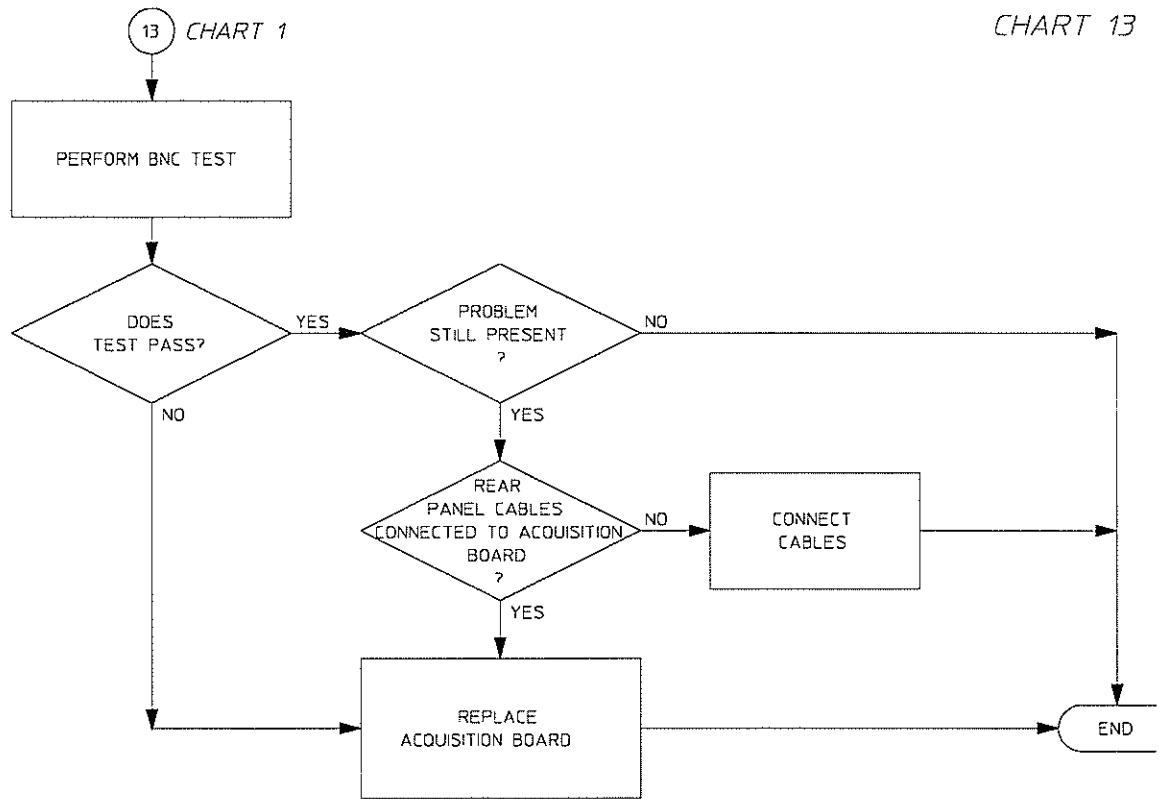 13 CHART 1
CHART 13
PERFORM BNC TEST
DOES
TEST PASS?
YES
NO
PROBLEM
STILL PRESENT
?
NO
YES
REAR
PANEL CABLES
CONNECTED TO ACQUISITION
BOARD
?
NO
YES
CONNECT
CABLES
REPLACE
ACQUISITION BOARD
END